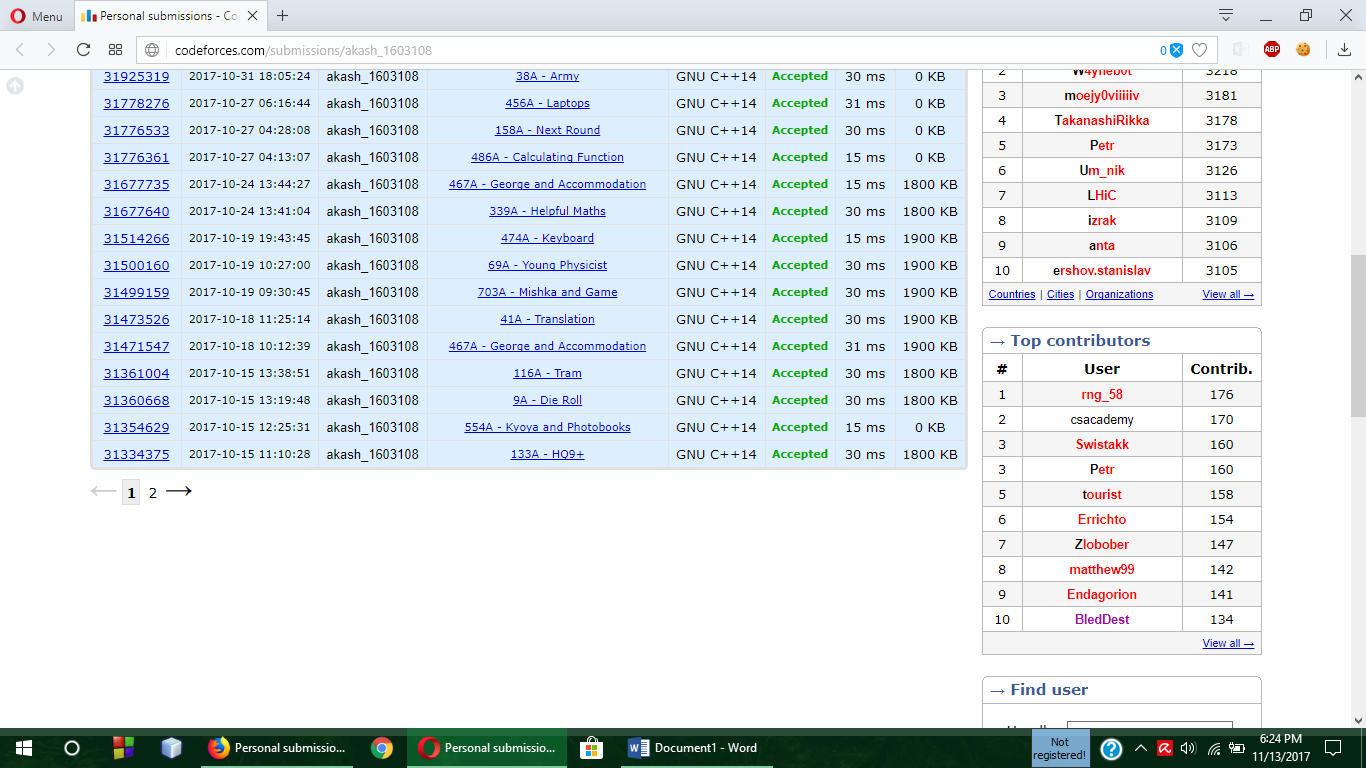 Menu
Personal submissions - Co
codeforces.com/submissions/akash_1603108
0
ABP
31925319 2017-10-31 18:05:24 akash_1603108 38A - Army GNU C++14 Accepted 30 ms 0 KB
31778276 2017-10-27 06:16:44 akash_1603108 456A - Laptops GNU C++14 Accepted 31 ms 0 KB
31776533 2017-10-27 04:28:08 akash_1603108 158A - Next Round GNU C++14 Accepted 30 ms 0 KB
31776361 2017-10-27 04:13:07 akash_1603108 486A - Calculating Function GNU C++14 Accepted 15 ms 0 KB
31677735 2017-10-24 13:44:27 akash_1603108 467A - George and Accommodation GNU C++14 Accepted 15 ms 1800 KB
31677640 2017-10-24 13:41:04 akash_1603108 339A - Helpful Maths GNU C++14 Accepted 30 ms 1800 KB
31514266 2017-10-19 19:43:45 akash_1603108 474A - Keyboard GNU C++14 Accepted 15 ms 1900 KB
31500160 2017-10-19 10:27:00 akash_1603108 69A - Young Physicist GNU C++14 Accepted 30 ms 1900 KB
31499159 2017-10-19 09:30:45 akash_1603108 703A - Mishka and Game GNU C++14 Accepted 30 ms 1900 KB
31473526 2017-10-18 11:25:14 akash_1603108 41A - Translation GNU C++14 Accepted 30 ms 1900 KB
31471547 2017-10-18 10:12:39 akash_1603108 467A - George and Accommodation GNU C++14 Accepted 31 ms 1900 KB
31361004 2017-10-15 13:38:51 akash_1603108 116A - Tram GNU C++14 Accepted 30 ms 1800 KB
31360668 2017-10-15 13:19:48 akash_1603108 9A - Die Roll GNU C++14 Accepted 30 ms 1800 KB
31354629 2017-10-15 12:25:31 akash_1603108 554A - Kyoya and Photobooks GNU C++14 Accepted 15 ms 0 KB
31334375 2017-10-15 11:10:28 akash_1603108 133A - HQ9+ GNU C++14 Accepted 30 ms 1800 KB
← 1 2 →
2 W4yneb0t 3218
3 moejy0viiiiiv 3181
4 TakanashiRikka 3178
5 Petr 3173
6 Um_nik 3126
7 LHiC 3113
8 izrak 3109
9 anta 3106
10 ershov.stanislav 3105
Countries | Cities | Organizations View all →
→ Top contributors
# User Contrib.
1 rng_58 176
2 csacademy 170
3 Swistakk 160
3 Petr 160
5 tourist 158
6 Errichto 154
7 Zlobober 147
8 matthew99 142
9 Endagorion 141
10 BledDest 134
View all →
→ Find user
Personal submissio...
Personal submissio...
Document1 - Word
Not registered!
6:24 PM
11/13/2017